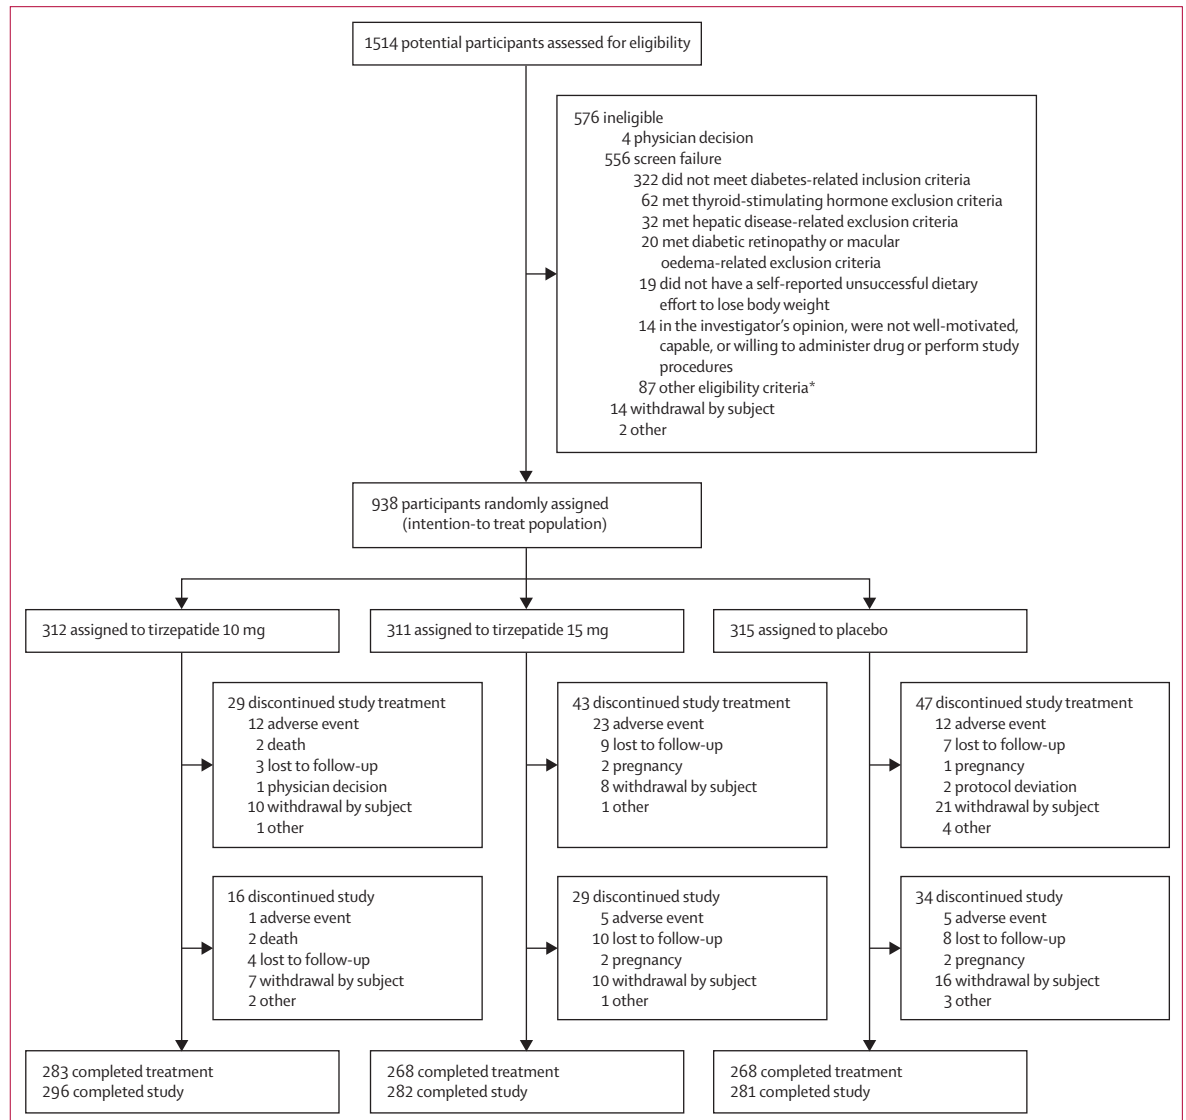 1514 potential participants assessed for eligibility
576 ineligible
4 physician decision
556 screen failure
322 did not meet diabetes-related inclusion criteria
62 met thyroid-stimulating hormone exclusion criteria
32 met hepatic disease-related exclusion criteria
20 met diabetic retinopathy or macular
oedema-related exclusion criteria
19 did not have a self-reported unsuccessful dietary
effort to lose body weight
14 in the investigator's opinion, were not well-motivated,
capable, or willing to administer drug or perform study
procedures
87 other eligibility criteria*
14 withdrawal by subject
2 other
938 participants randomly assigned
(intention-to treat population)
312 assigned to tirzepatide 10 mg
311 assigned to tirzepatide 15 mg
315 assigned to placebo
29 discontinued study treatment
12 adverse event
2 death
3 lost to follow-up
1 physician decision
10 withdrawal by subject
1 other
43 discontinued study treatment
23 adverse event
9 lost to follow-up
2 pregnancy
8 withdrawal by subject
1 other
47 discontinued study treatment
12 adverse event
7 lost to follow-up
1 pregnancy
2 protocol deviation
21 withdrawal by subject
4 other
16 discontinued study
1 adverse event
2 death
4 lost to follow-up
7 withdrawal by subject
2 other
29 discontinued study
5 adverse event
10 lost to follow-up
2 pregnancy
10 withdrawal by subject
1 other
34 discontinued study
5 adverse event
8 lost to follow-up
2 pregnancy
16 withdrawal by subject
3 other
283 completed treatment
296 completed study
268 completed treatment
282 completed study
268 completed treatment
281 completed study